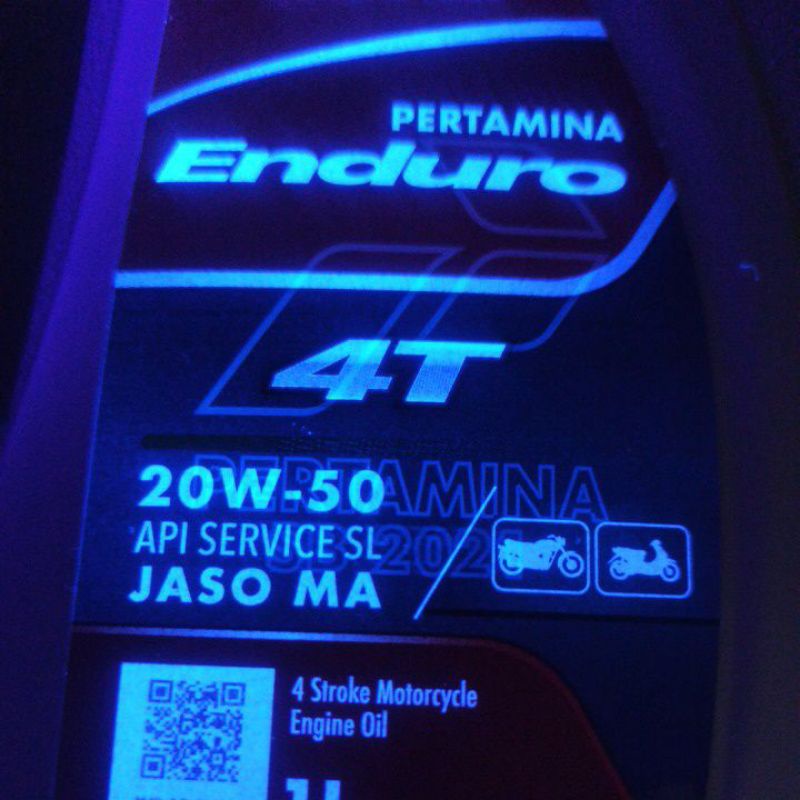 PERTAMINA
Enduro
4T
20W-50
PERTAMINA
API SERVICE SL
JASO MA
4 Stroke Motorcycle
Engine Oil